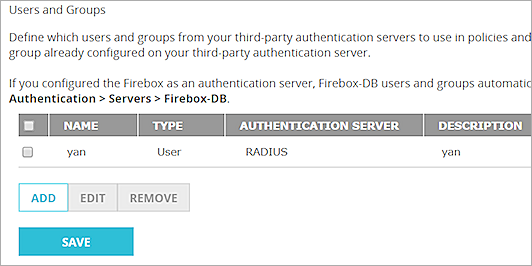 Users and Groups
Define which users and groups from your third-party authentication servers to use in policies and
group already configured on your third-party authentication server.
If you configured the Firebox as an authentication server, Firebox-DB users and groups automatic
Authentication > Servers > Firebox-DB.
NAME TYPE AUTHENTICATION SERVER DESCRIPTION
yan User RADIUS yan
ADD EDIT REMOVE
SAVE